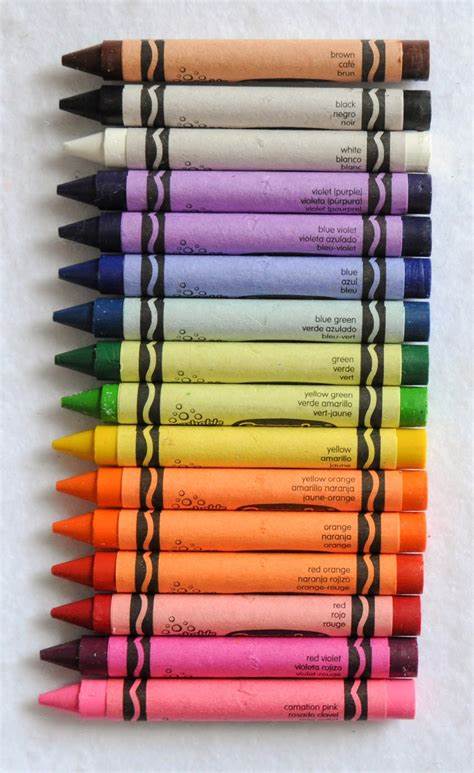 brown
café
brun
black
negro
noir
white
blanco
blanc
violet (purple)
violeta (púrpura)
violet (pourpre)
blue violet
violeta azulado
bleu-violet
blue
azul
bleu
blue green
verde azulado
bleu-vert
green
verde
vert
yellow green
verde amarillo
vert-jaune
yellow
amarillo
jaune
yellow orange
amarillo naranja
jaune-orange
orange
naranja
orange
red orange
naranja rojizo
orange-rouge
red
rojo
rouge
red violet
violeta rojizo
violet-rouge
carnation pink
rosado clavel